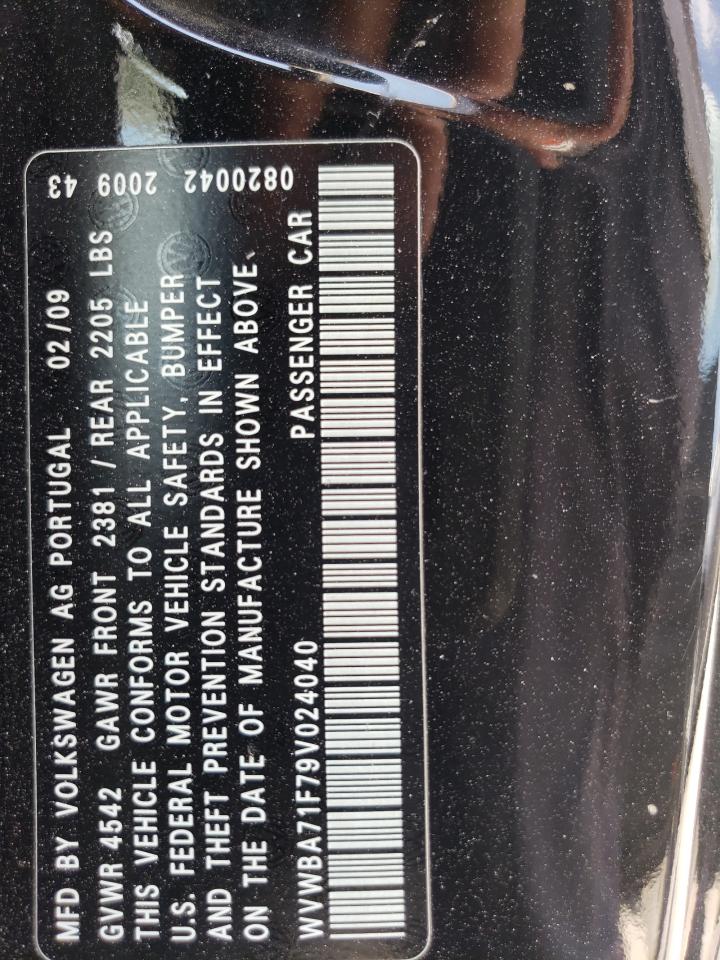 MFD BY VOLKSWAGEN AG PORTUGAL 02/09
GVWR 4542 GAWR FRONT 2381 / REAR 2205 LBS
THIS VEHICLE CONFORMS TO ALL APPLICABLE
U.S. FEDERAL MOTOR VEHICLE SAFETY, BUMPER
AND THEFT PREVENTION STANDARDS IN EFFECT
ON THE DATE OF MANUFACTURE SHOWN ABOVE.
WVWBA71F79V024040 PASSENGER CAR
0820042 2009 43